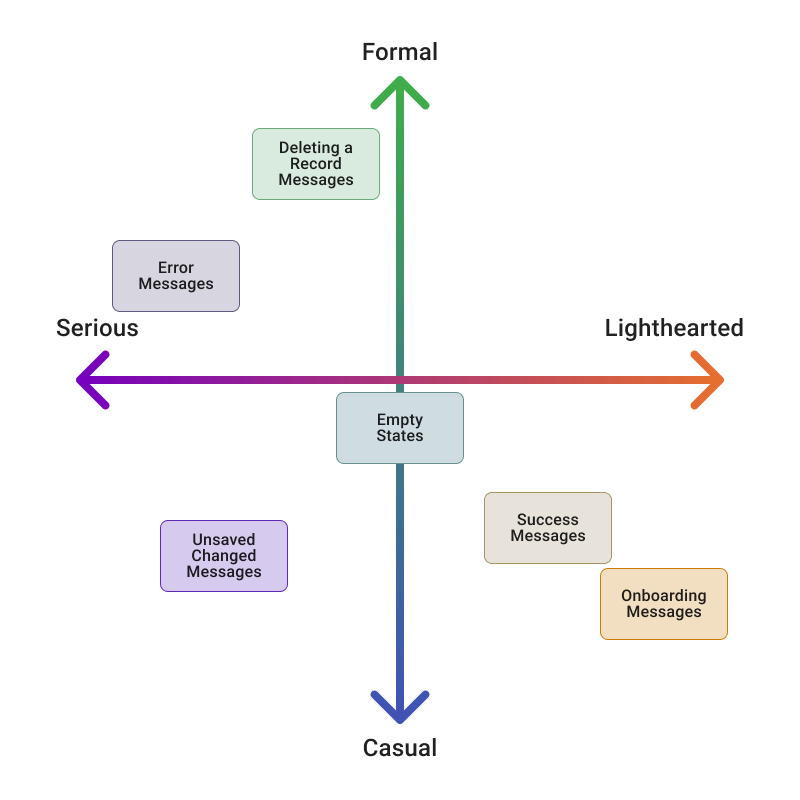 Formal
Deleting a
Record
Messages
Error
Messages
Serious
Lighthearted
Empty
States
Success
Messages
Unsaved
Changed
Messages
Onboarding
Messages
Casual